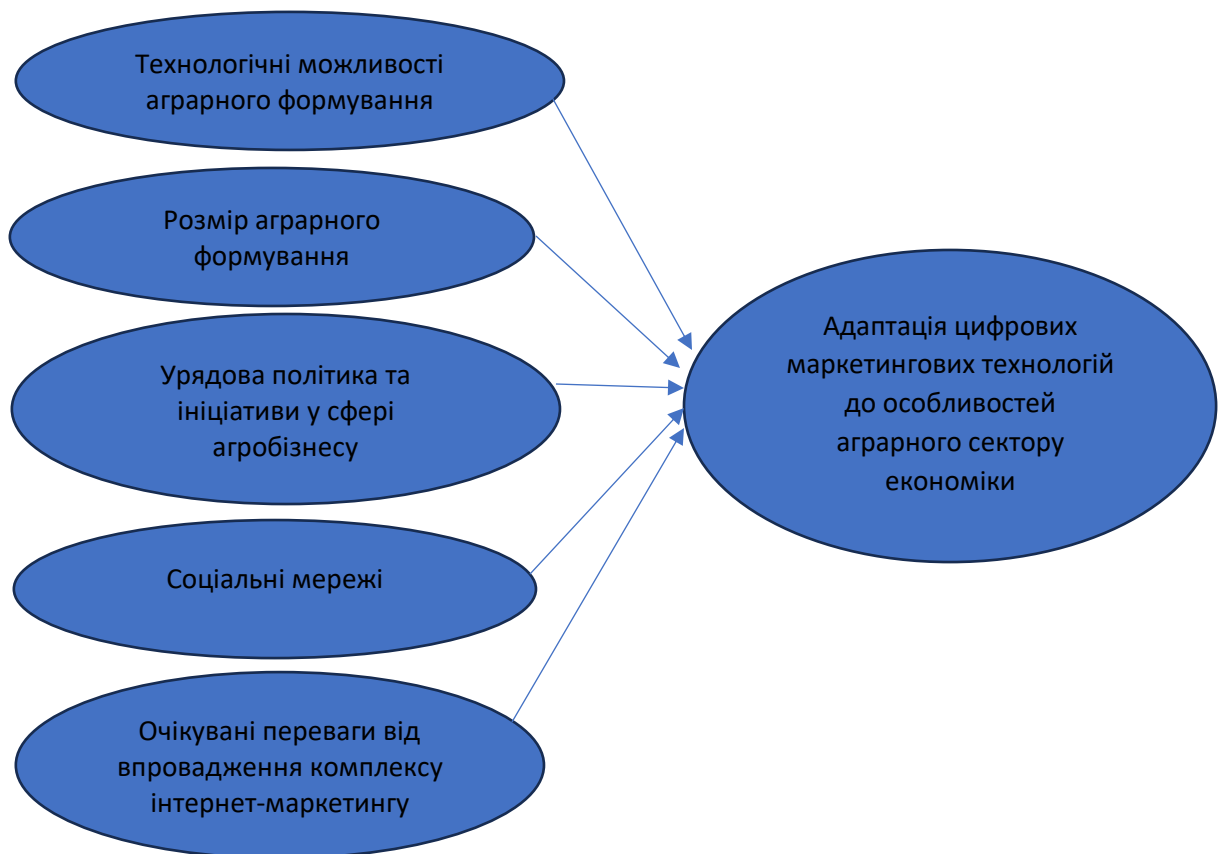 Технологічні можливості
аграрного формування
Розмір аграрного
формування
Урядова політика та
ініціативи у сфері
агробізнесу
Соціальні мережі
Очікувані переваги від
впровадження комплексу
інтернет-маркетингу
Адаптація цифрових
маркетингових технологій
до особливостей
аграрного сектору
економіки